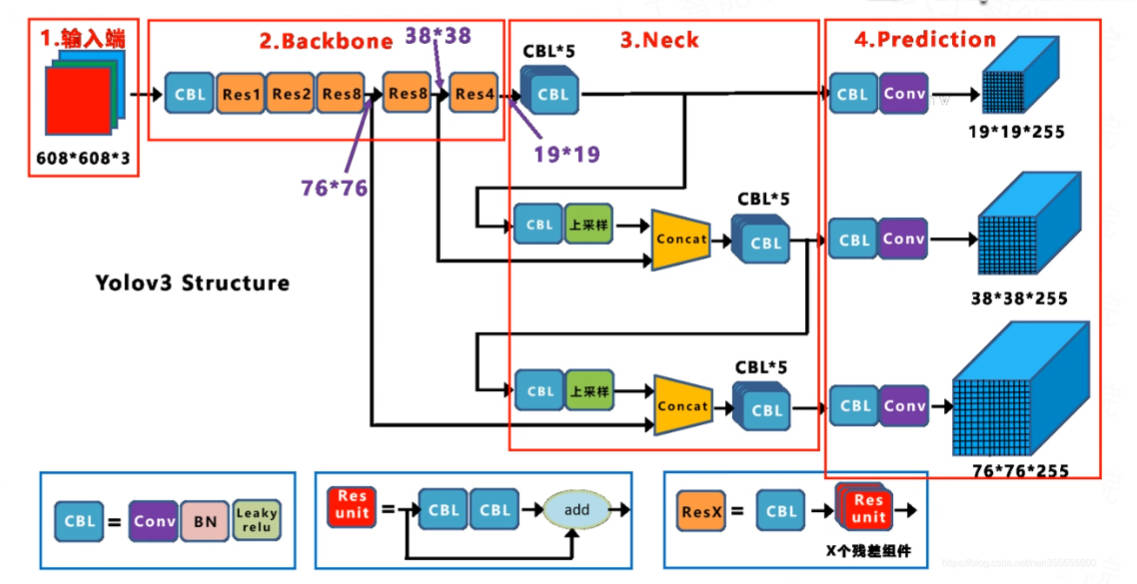 1.输入端
2.Backbone
38*38
3.Neck
4.Prediction
CBL*5
CBL
Res1
Res2
Res8
Res8
Res4
CBL
CBL
Conv
608*608*3
76*76
19*19
19*19*255
CBL*5
CBL
上采样
Concat
CBL
CBL
Conv
38*38*255
Yolov3 Structure
CBL*5
CBL
上采样
Concat
CBL
CBL
Conv
76*76*255
CBL
=
Conv
BN
Leaky
relu
Res
unit
=
CBL
CBL
add
ResX
=
CBL
Res
unit
X个残差组件